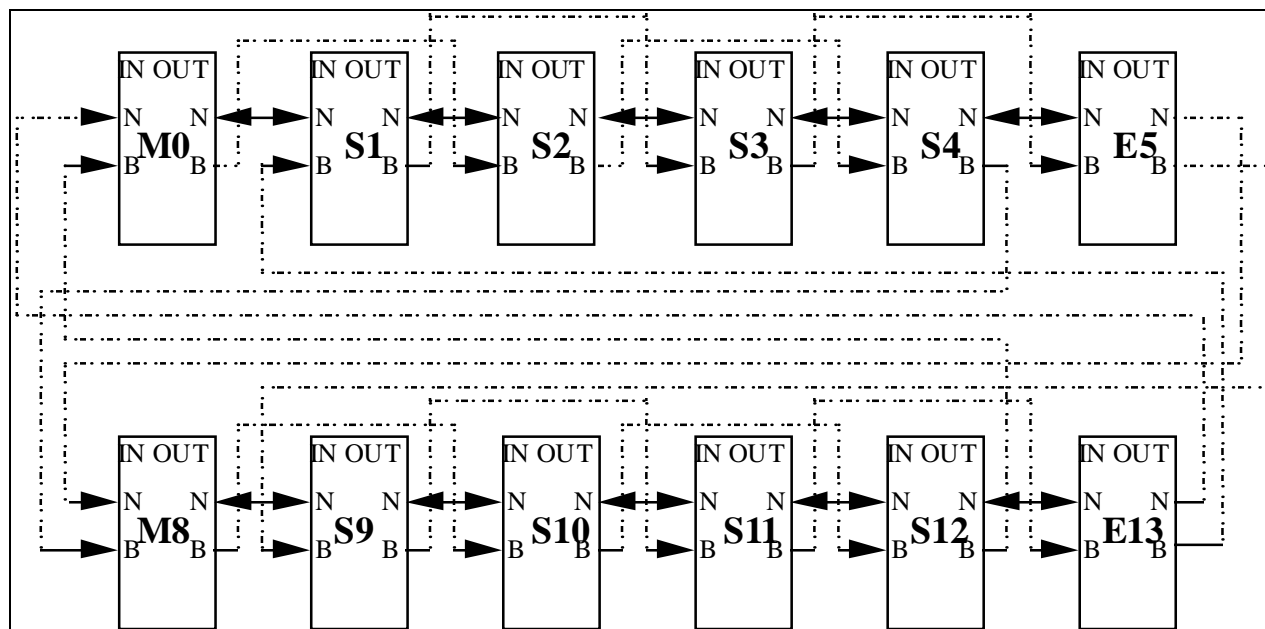 IN OUT IN OUT IN OUT IN OUT IN OUT IN OUT
N N N N N N N N N N N N
M0 S1 S2 S3 S4 E5
B B B B B B B B B B B B
IN OUT IN OUT IN OUT IN OUT IN OUT IN OUT
N N N N N N N N N N N N
M8 S9 S10 S11 S12 E13
B B B B B B B B B B B B